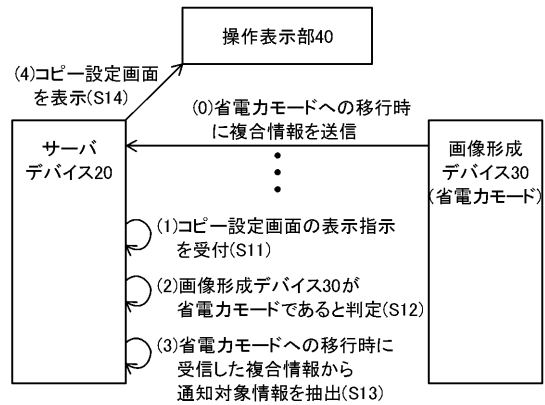 操作表示部40
(4)コピー設定画面
を表示(S14)
(0)省電力モードへの移行時
に複合情報を送信
サーバ
デバイス20
画像形成
デバイス30
(省電力モード)
(1)コピー設定画面の表示指示
を受付(S11)
(2)画像形成デバイス30が
省電力モードであると判定(S12)
(3)省電力モードへの移行時に
受信した複合情報から
通知対象情報を抽出(S13)